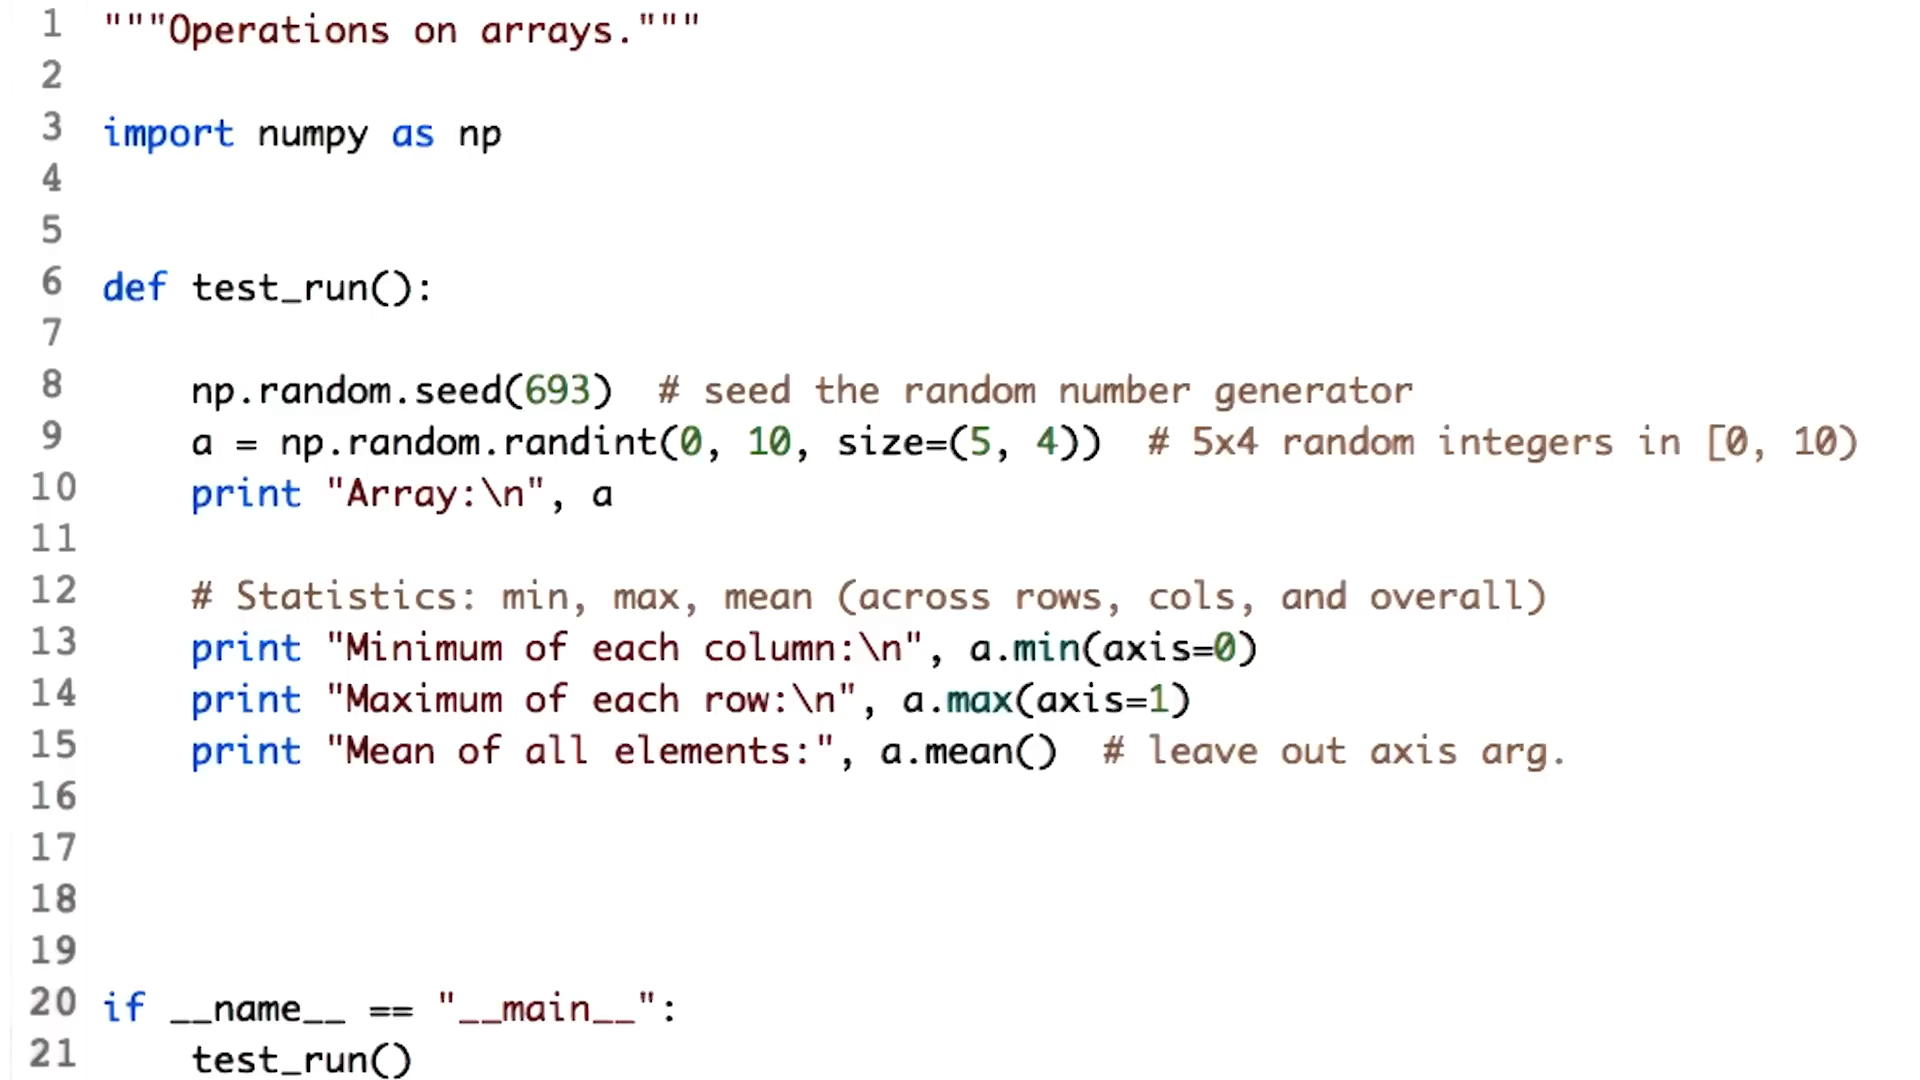 1 """Operations on arrays."""
2
3 import numpy as np
4
5
6 def test_run():
7
8     np.random.seed(693)  # seed the random number generator
9     a = np.random.randint(0, 10, size=(5, 4))  # 5x4 random integers in [0, 10)
10     print "Array:\n", a
11
12     # Statistics: min, max, mean (across rows, cols, and overall)
13     print "Minimum of each column:\n", a.min(axis=0)
14     print "Maximum of each row:\n", a.max(axis=1)
15     print "Mean of all elements:", a.mean()  # leave out axis arg.
16
17
18
19
20 if __name__ == "__main__":
21     test_run()